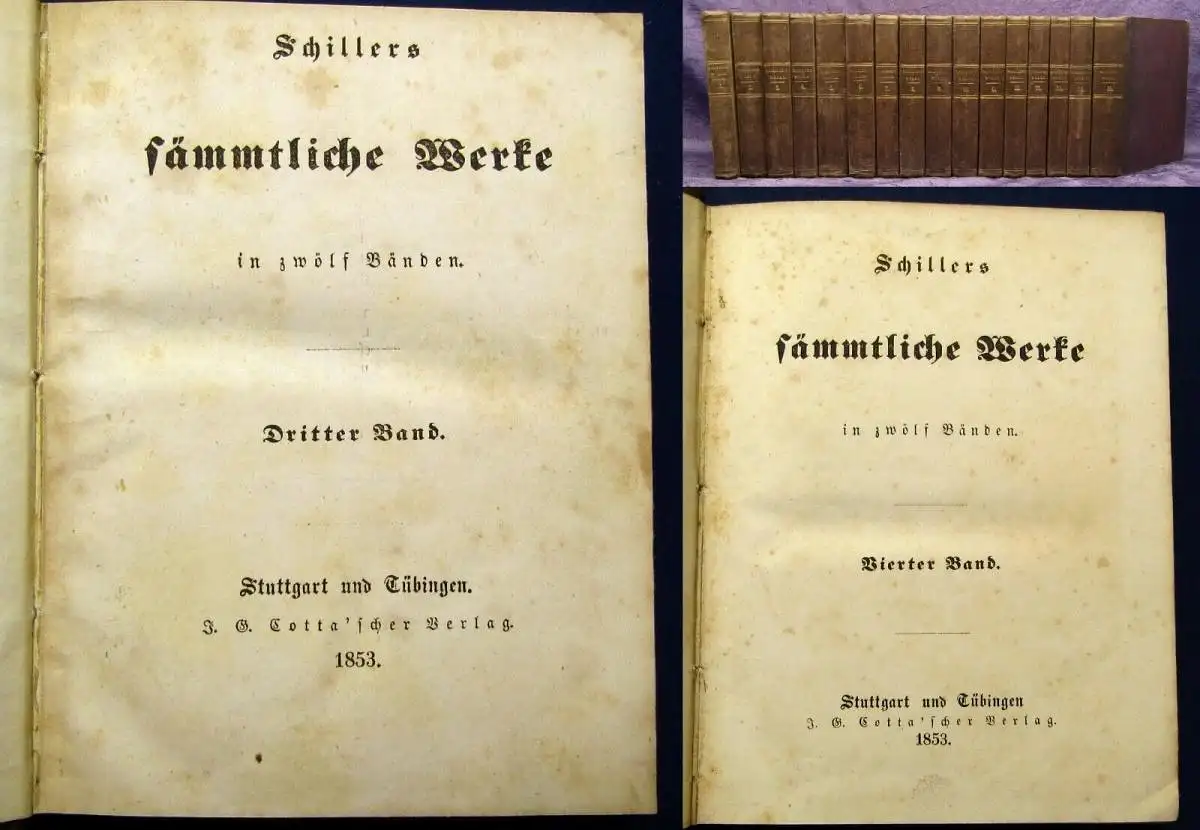 Schillers
sämmtliche Werke
in zwölf Bänden.
Dritter Band.
Stuttgart und Tübingen.
J. G. Cotta'scher Verlag.
1853.
Schillers
sämmtliche Werke
in zwölf Bänden.
Vierter Band.
Stuttgart und Tübingen
J. G. Cotta'scher Verlag.
1853.